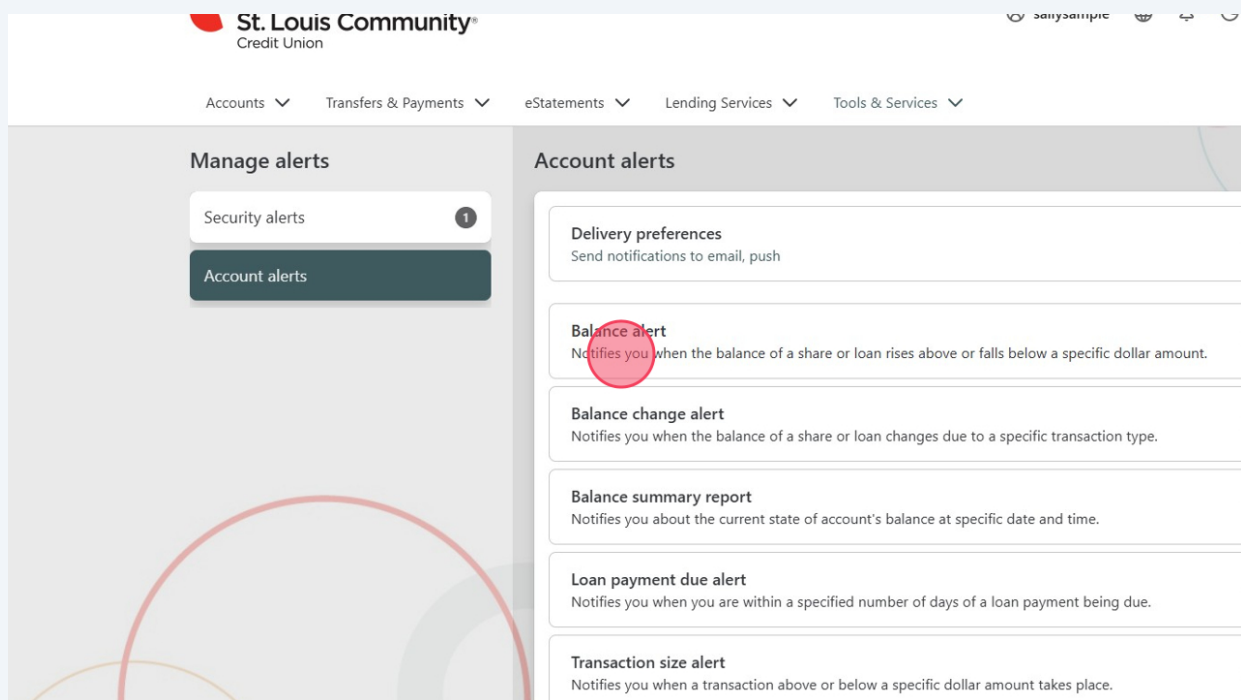 St. Louis Community®
Credit Union
sallysample
Accounts
Transfers & Payments
eStatements
Lending Services
Tools & Services
Manage alerts
Security alerts
1
Account alerts
Account alerts
Delivery preferences
Send notifications to email, push
Balance alert
Notifies you when the balance of a share or loan rises above or falls below a specific dollar amount.
Balance change alert
Notifies you when the balance of a share or loan changes due to a specific transaction type.
Balance summary report
Notifies you about the current state of account's balance at specific date and time.
Loan payment due alert
Notifies you when you are within a specified number of days of a loan payment being due.
Transaction size alert
Notifies you when a transaction above or below a specific dollar amount takes place.